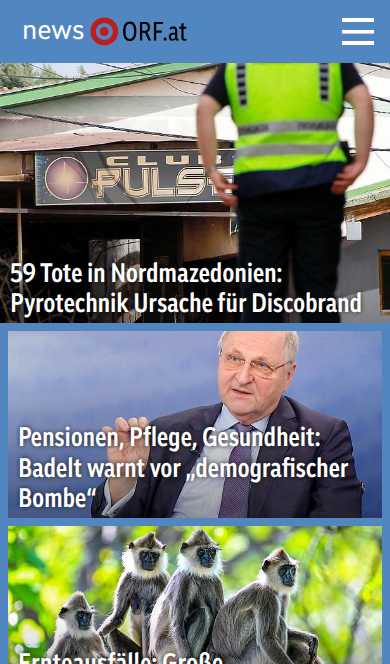 news ORF.at
CLUB
PULS
59 Tote in Nordmazedonien:
Pyrotechnik Ursache für Discobrand
Pensionen, Pflege, Gesundheit:
Badelt warnt vor „demografischer
Bombe“
Ernteausfälle: Große